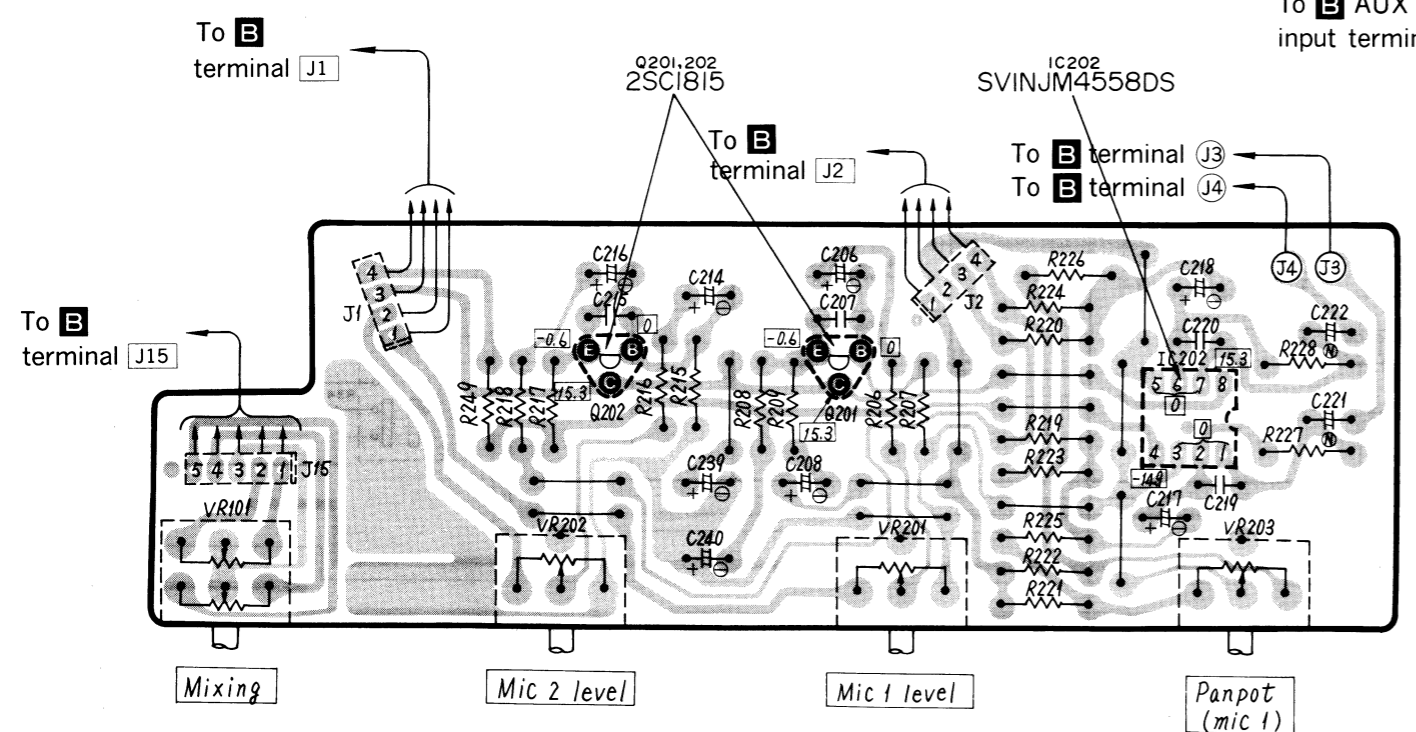 To B AUX
input termin
To B
terminal J1
Q201,202
2SC1815
IC202
SVINJM4558DS
To B
terminal J2
To B terminal J3
To B terminal J4
To B
terminal J15
4
3
2
1
J1
C216
+ ⊖
C215
C214
+ ⊖
-0.6
0
E
B
C
15.3
Q202
R249
R218
R217
R216
R215
C206
+ ⊖
C207
-0.6
0
E
B
C
15.3
Q201
R208
R209
R206
R207
4
3
2
1
J2
R226
R224
R220
R219
R223
R225
R222
R221
C218
+ ⊖
C220
IC202
15.3
5 6 7 8
0
0
4 3 2 1
C219
C217
+ ⊖
J4
J3
C222
N
R228
C221
N
R227
5 4 3 2 1
J15
VR101
VR202
C239
+ ⊖
C208
+ ⊖
C240
+ ⊖
VR201
VR203
Mixing
Mic 2 level
Mic 1 level
Panpot
(mic 1)